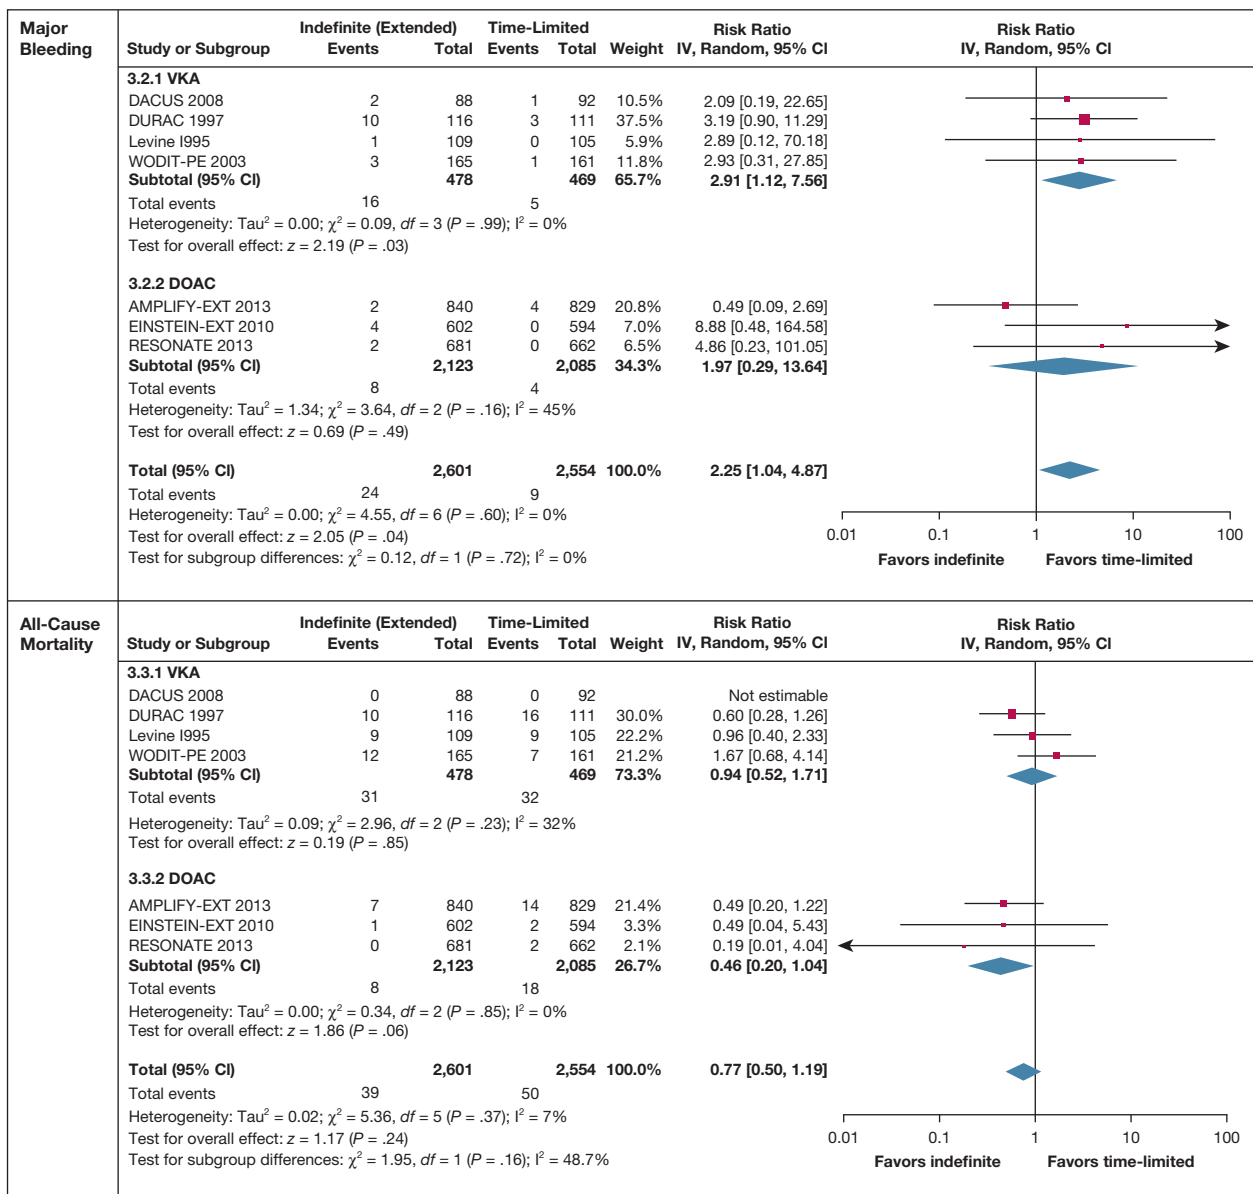 Major Bleeding
Indefinite (Extended) Time-Limited Risk Ratio Risk Ratio
Study or Subgroup Events Total Events Total Weight IV, Random, 95% CI IV, Random, 95% CI
3.2.1 VKA
DACUS 2008 2 88 1 92 10.5% 2.09 [0.19, 22.65]
DURAC 1997 10 116 3 111 37.5% 3.19 [0.90, 11.29]
Levine I995 1 109 0 105 5.9% 2.89 [0.12, 70.18]
WODIT-PE 2003 3 165 1 161 11.8% 2.93 [0.31, 27.85]
Subtotal (95% CI) 478 469 65.7% 2.91 [1.12, 7.56]
Total events 16 5
Heterogeneity: Tau² = 0.00; χ² = 0.09, df = 3 (P = .99); I² = 0%
Test for overall effect: z = 2.19 (P = .03)
3.2.2 DOAC
AMPLIFY-EXT 2013 2 840 4 829 20.8% 0.49 [0.09, 2.69]
EINSTEIN-EXT 2010 4 602 0 594 7.0% 8.88 [0.48, 164.58]
RESONATE 2013 2 681 0 662 6.5% 4.86 [0.23, 101.05]
Subtotal (95% CI) 2,123 2,085 34.3% 1.97 [0.29, 13.64]
Total events 8 4
Heterogeneity: Tau² = 1.34; χ² = 3.64, df = 2 (P = .16); I² = 45%
Test for overall effect: z = 0.69 (P = .49)
Total (95% CI) 2,601 2,554 100.0% 2.25 [1.04, 4.87]
Total events 24 9
Heterogeneity: Tau² = 0.00; χ² = 4.55, df = 6 (P = .60); I² = 0%
Test for overall effect: z = 2.05 (P = .04)
Test for subgroup differences: χ² = 0.12, df = 1 (P = .72); I² = 0%
0.01 0.1 1 10 100
Favors indefinite Favors time-limited
All-Cause Mortality
Indefinite (Extended) Time-Limited Risk Ratio Risk Ratio
Study or Subgroup Events Total Events Total Weight IV, Random, 95% CI IV, Random, 95% CI
3.3.1 VKA
DACUS 2008 0 88 0 92 Not estimable
DURAC 1997 10 116 16 111 30.0% 0.60 [0.28, 1.26]
Levine I995 9 109 9 105 22.2% 0.96 [0.40, 2.33]
WODIT-PE 2003 12 165 7 161 21.2% 1.67 [0.68, 4.14]
Subtotal (95% CI) 478 469 73.3% 0.94 [0.52, 1.71]
Total events 31 32
Heterogeneity: Tau² = 0.09; χ² = 2.96, df = 2 (P = .23); I² = 32%
Test for overall effect: z = 0.19 (P = .85)
3.3.2 DOAC
AMPLIFY-EXT 2013 7 840 14 829 21.4% 0.49 [0.20, 1.22]
EINSTEIN-EXT 2010 1 602 2 594 3.3% 0.49 [0.04, 5.43]
RESONATE 2013 0 681 2 662 2.1% 0.19 [0.01, 4.04]
Subtotal (95% CI) 2,123 2,085 26.7% 0.46 [0.20, 1.04]
Total events 8 18
Heterogeneity: Tau² = 0.00; χ² = 0.34, df = 2 (P = .85); I² = 0%
Test for overall effect: z = 1.86 (P = .06)
Total (95% CI) 2,601 2,554 100.0% 0.77 [0.50, 1.19]
Total events 39 50
Heterogeneity: Tau² = 0.02; χ² = 5.36, df = 5 (P = .37); I² = 7%
Test for overall effect: z = 1.17 (P = .24)
Test for subgroup differences: χ² = 1.95, df = 1 (P = .16); I² = 48.7%
0.01 0.1 1 10 100
Favors indefinite Favors time-limited